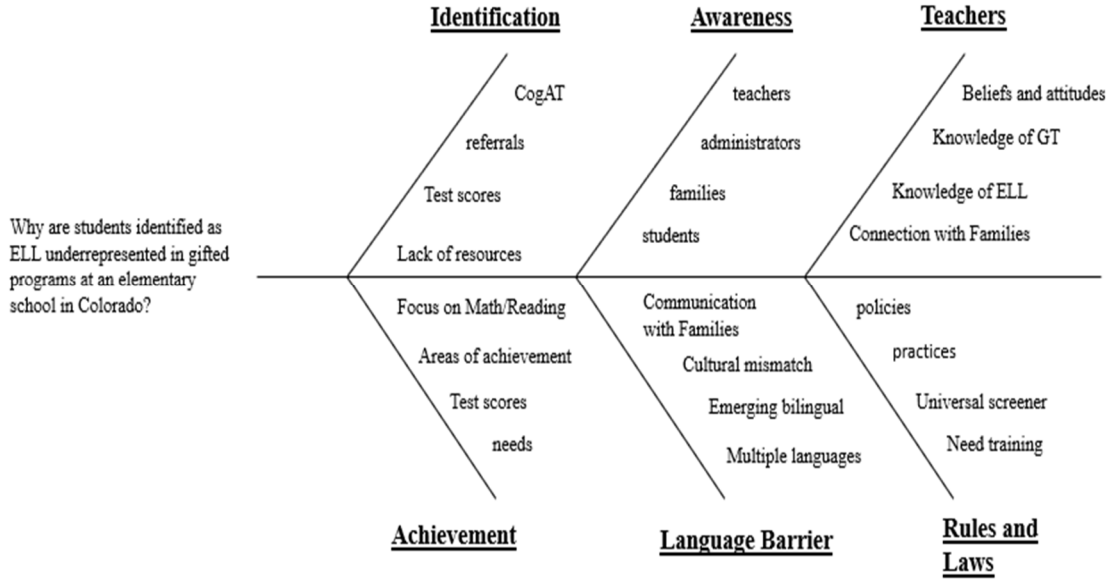 Identification
Awareness
Teachers
CogAT
referrals
Test scores
Lack of resources
teachers
administrators
families
students
Beliefs and attitudes
Knowledge of GT
Knowledge of ELL
Connection with Families
Why are students identified as
ELL underrepresented in gifted
programs at an elementary
school in Colorado?
Focus on Math/Reading
Areas of achievement
Test scores
needs
Communication
with Families
Cultural mismatch
Emerging bilingual
Multiple languages
policies
practices
Universal screener
Need training
Achievement
Language Barrier
Rules and
Laws